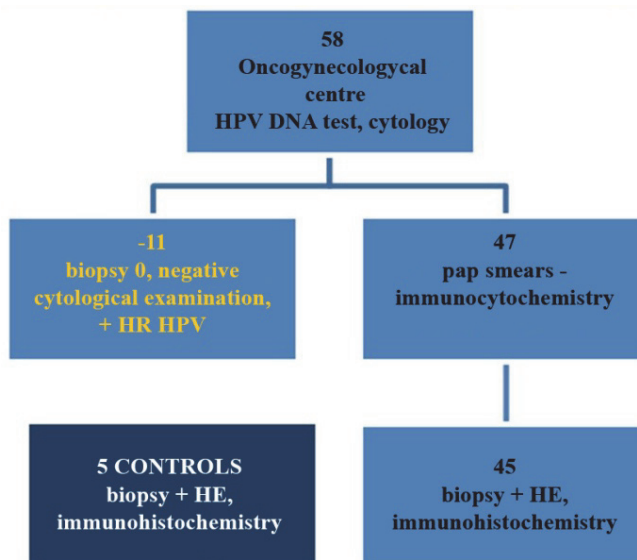 58
Oncogynecologycal
centre
HPV DNA test, cytology
-11
biopsy 0, negative
cytological examination,
+ HR HPV
47
pap smears -
immunocytochemistry
5 CONTROLS
biopsy + HE,
immunohistochemistry
45
biopsy + HE,
immunohistochemistry